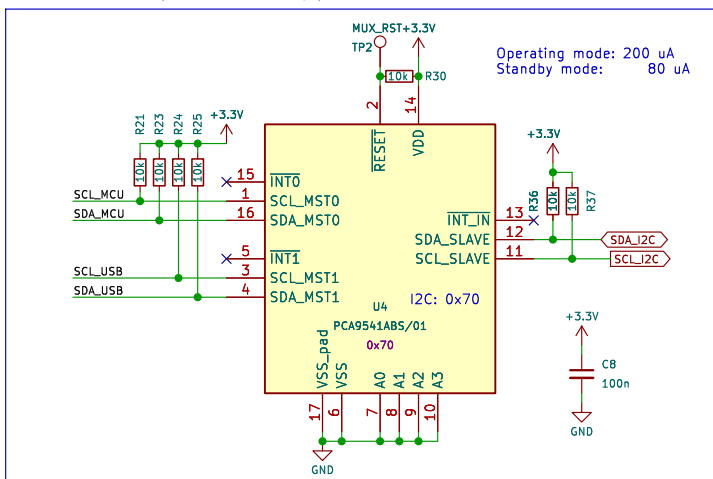 MUX_RST +3.3V
TP2
10k R30
Operating mode: 200 uA
Standby mode: 80 uA
R21 R23 R24 R25
+3.3V
10k 10k 10k 10k
2 14
RESET VDD
+3.3V
R36 10k 10k R37
SCL_MCU
SDA_MCU
SCL_USB
SDA_USB
15 INT0
1 SCL_MST0
16 SDA_MST0
5 INT1
3 SCL_MST1
4 SDA_MST1
INT_IN 13
SDA_SLAVE 12
SCL_SLAVE 11
SDA_I2C
SCL_I2C
I2C: 0x70
U4
PCA9541ABS/01
0x70
VSS_pad VSS A0 A1 A2 A3
17 6 7 8 9 10
GND
+3.3V
C8
100n
GND